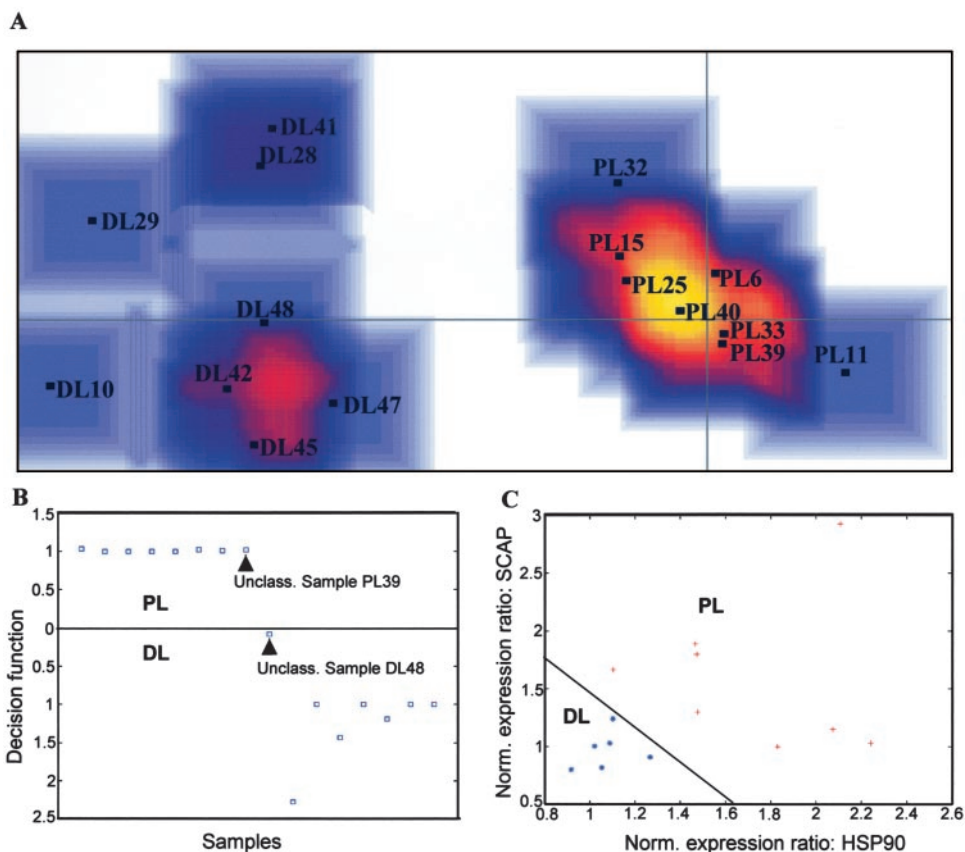 A
DL41
DL28
PL32
DL29
PL15
PL6
PL25
DL48
PL40
PL33
PL39
PL11
DL10
DL42
DL47
DL45
B
1.5
1
0.5
0
0.5
1
1.5
2
2.5
Decision function
Unclass. Sample PL39
PL
DL
Unclass. Sample DL48
Samples
C
3
2.5
2
1.5
1
0.5
Norm. expression ratio: SCAP
PL
DL
0.8 1 1.2 1.4 1.6 1.8 2 2.2 2.4 2.6
Norm. expression ratio: HSP90